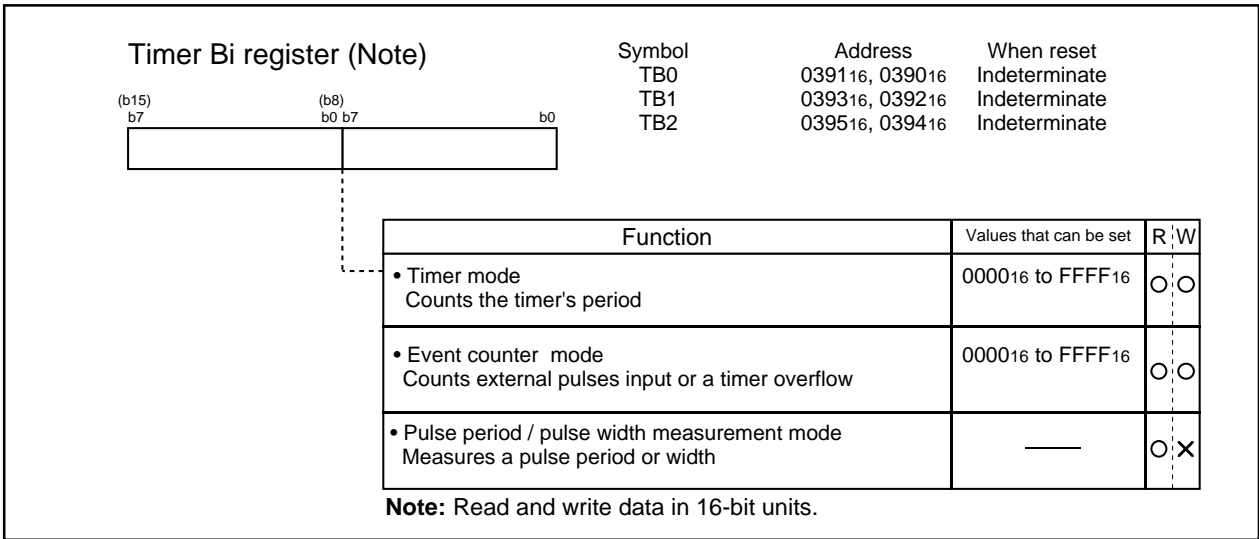 Timer Bi register (Note)
Symbol Address When reset
TB0 039116, 039016 Indeterminate
TB1 039316, 039216 Indeterminate
TB2 039516, 039416 Indeterminate
(b15) (b8)
b7 b0 b7 b0
Function Values that can be set R W
• Timer mode 000016 to FFFF16
Counts the timer's period
• Event counter mode 000016 to FFFF16
Counts external pulses input or a timer overflow
• Pulse period / pulse width measurement mode
Measures a pulse period or width
Note: Read and write data in 16-bit units.